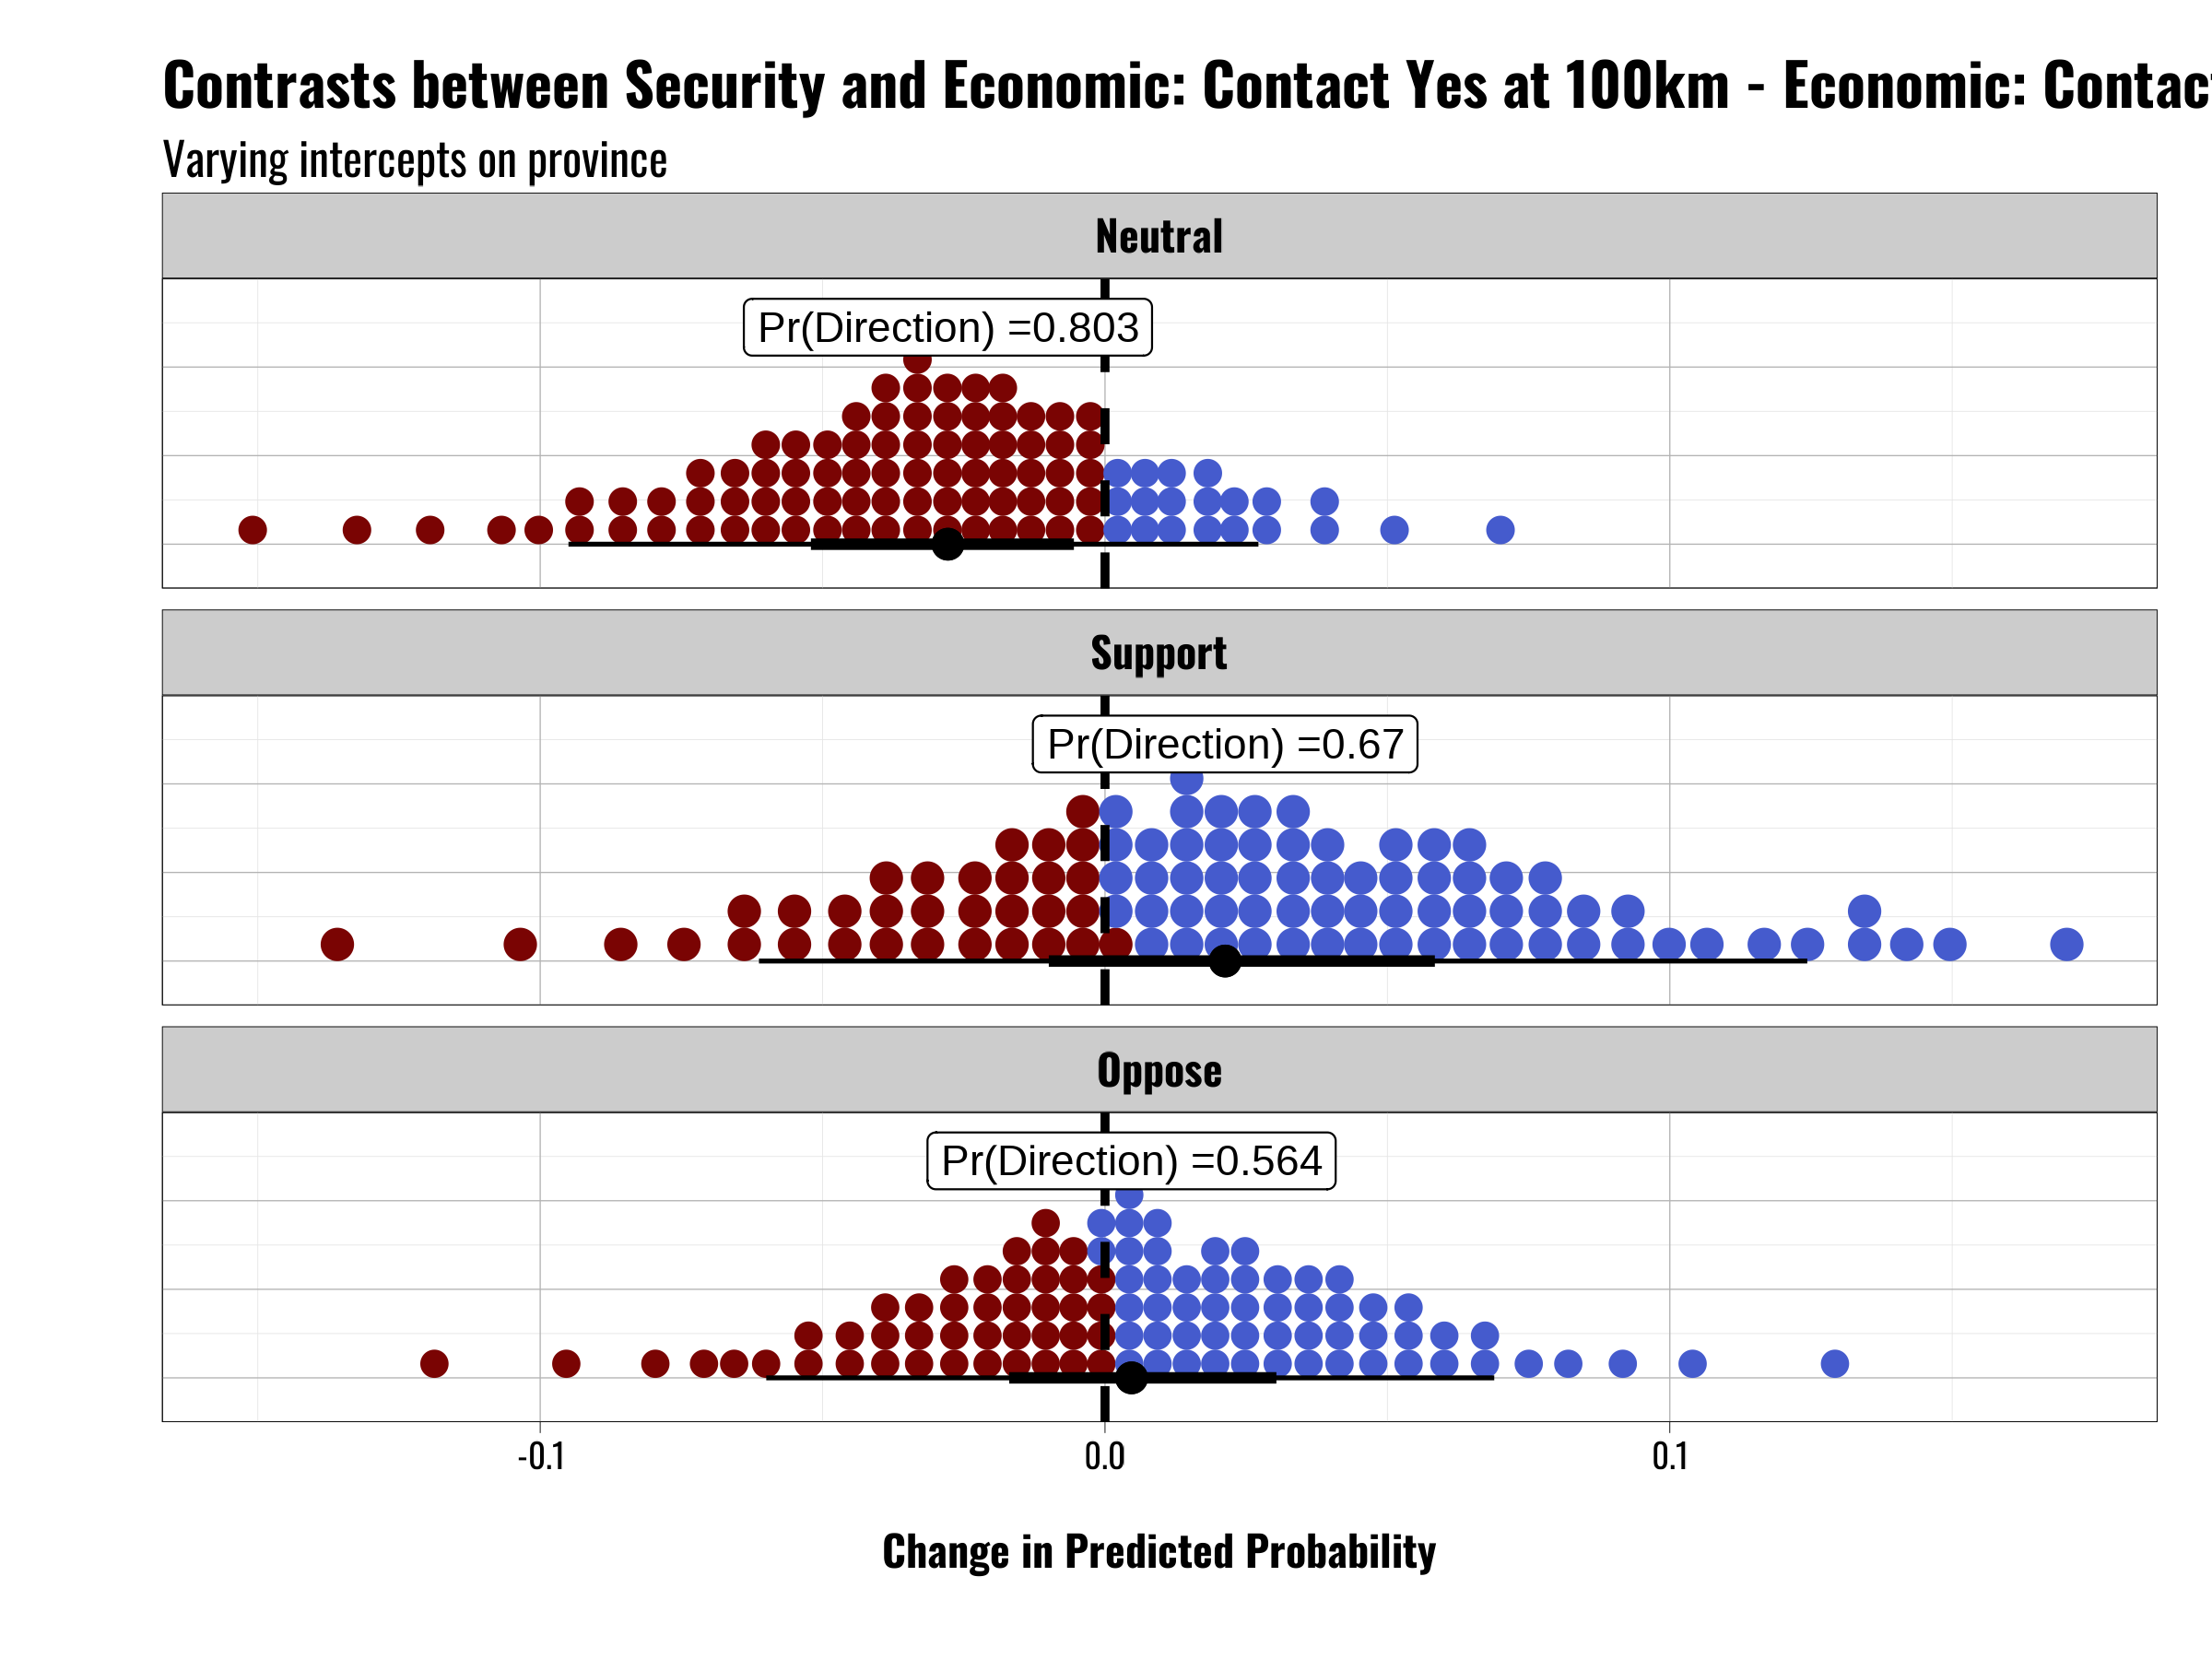 Contrasts between Security and Economic: Contact Yes at 100km - Economic: Contac
Varying intercepts on province
Neutral
Pr(Direction) =0.803
Support
Pr(Direction) =0.67
Oppose
Pr(Direction) =0.564
-0.1 0.0 0.1
Change in Predicted Probability